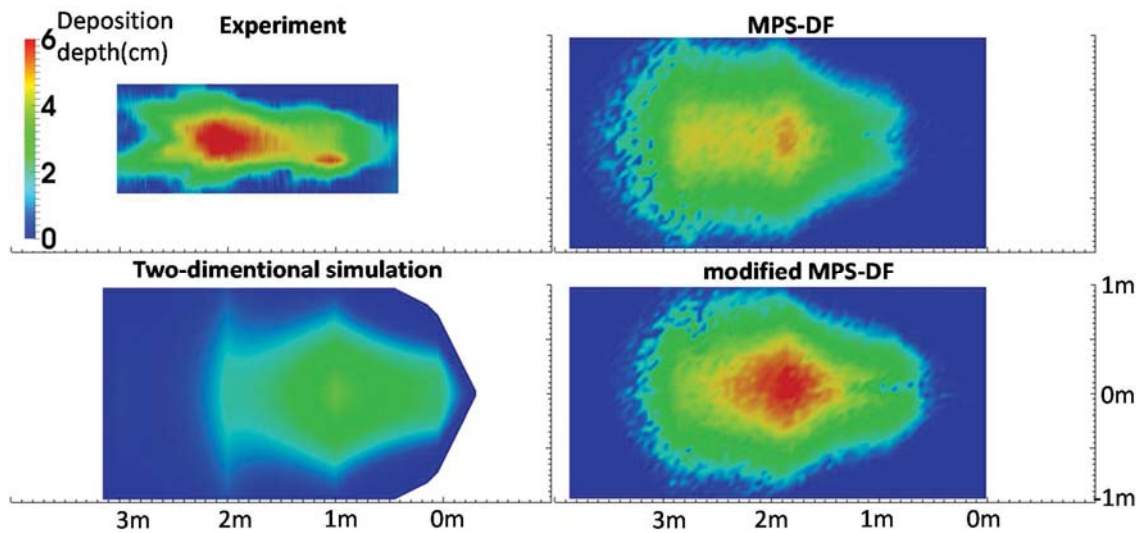 Deposition
depth(cm)
Experiment
MPS-DF
6
4
2
0
Two-dimentional simulation
modified MPS-DF
1m
0m
-1m
3m 2m 1m 0m
3m 2m 1m 0m